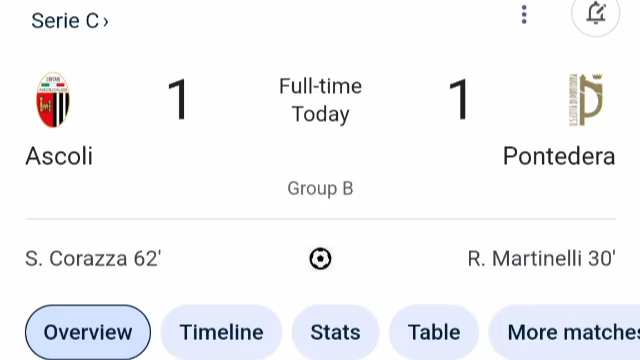 Serie C ›
1 Full-time 1
Today
Ascoli Pontedera
Group B
S. Corazza 62' R. Martinelli 30'
Overview Timeline Stats Table More matches